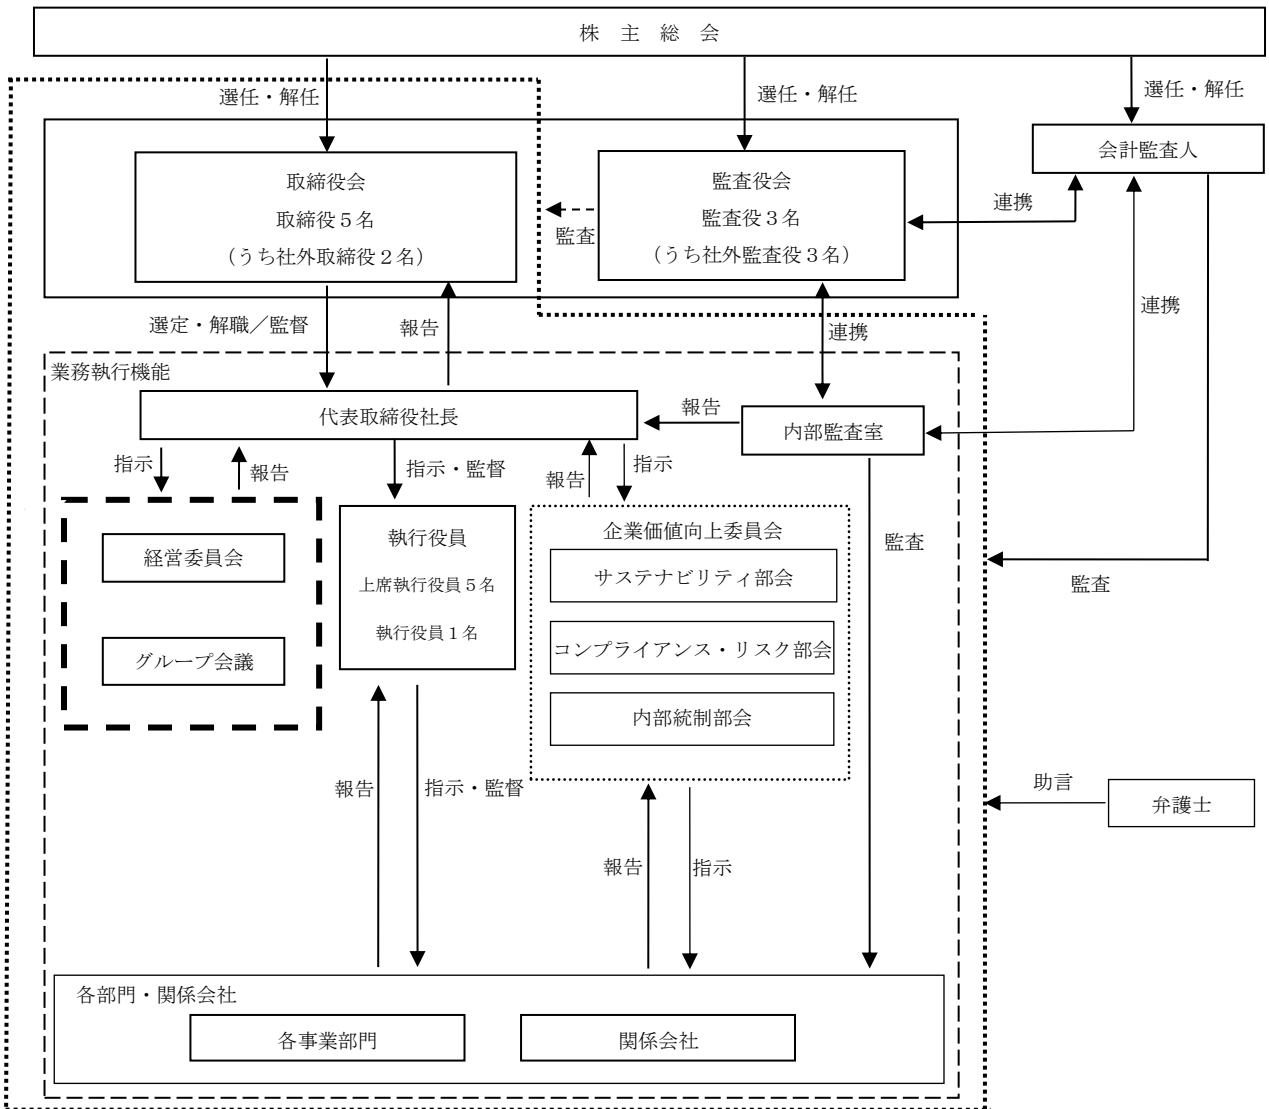 株　主　総　会
選任・解任
選任・解任
選任・解任
会計監査人
取締役会
取締役５名
（うち社外取締役２名）
監査
監査役会
監査役３名
（うち社外監査役３名）
連携
連携
選定・解職／監督
報告
連携
業務執行機能
代表取締役社長
報告
内部監査室
指示
報告
指示・監督
報告
指示
経営委員会
グループ会議
執行役員
上席執行役員５名
執行役員１名
企業価値向上委員会
サステナビリティ部会
コンプライアンス・リスク部会
内部統制部会
監査
監査
報告
指示・監督
報告
指示
助言
弁護士
各部門・関係会社
各事業部門
関係会社